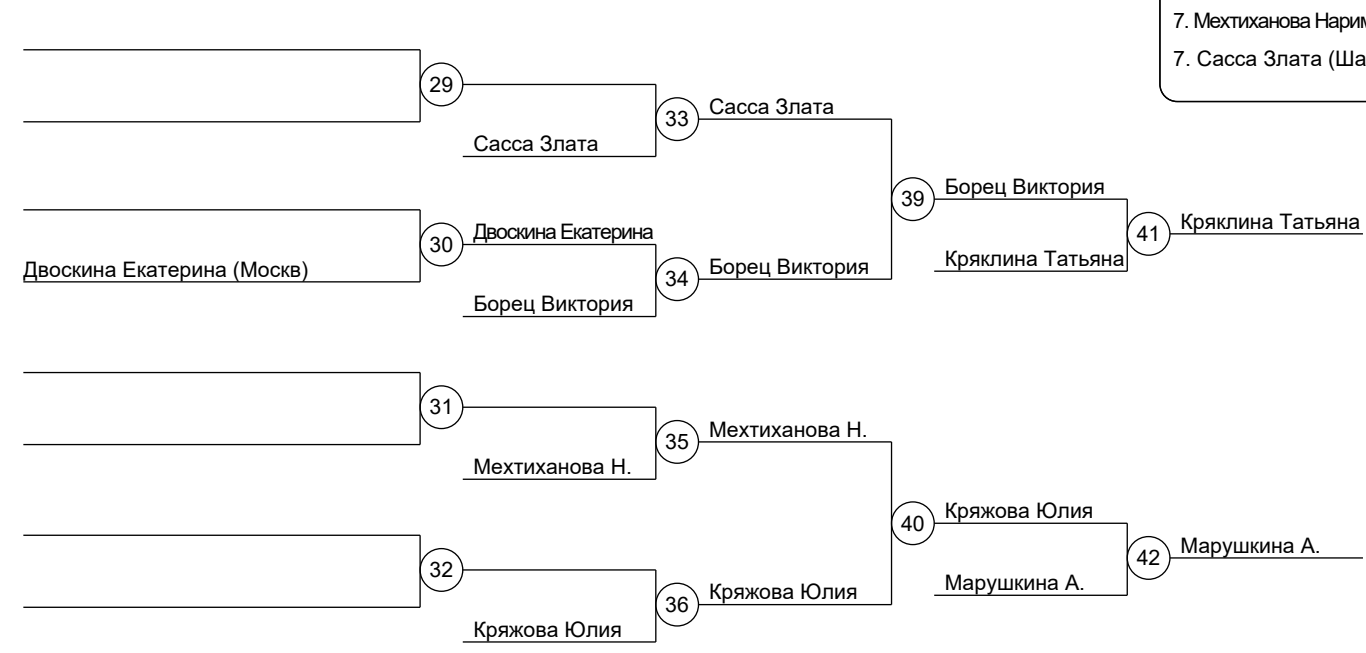 7. Мехтиханова Нарим
7. Сасса Злата (Ша
29
33
Сасса Злата
Сасса Злата
39
Борец Виктория
41
Кряклина Татьяна
30
Двоскина Екатерина
Двоскина Екатерина (Москв)
34
Борец Виктория
Кряклина Татьяна
Борец Виктория
31
35
Мехтиханова Н.
Мехтиханова Н.
40
Кряжова Юлия
42
Марушкина А.
32
36
Кряжова Юлия
Марушкина А.
Кряжова Юлия